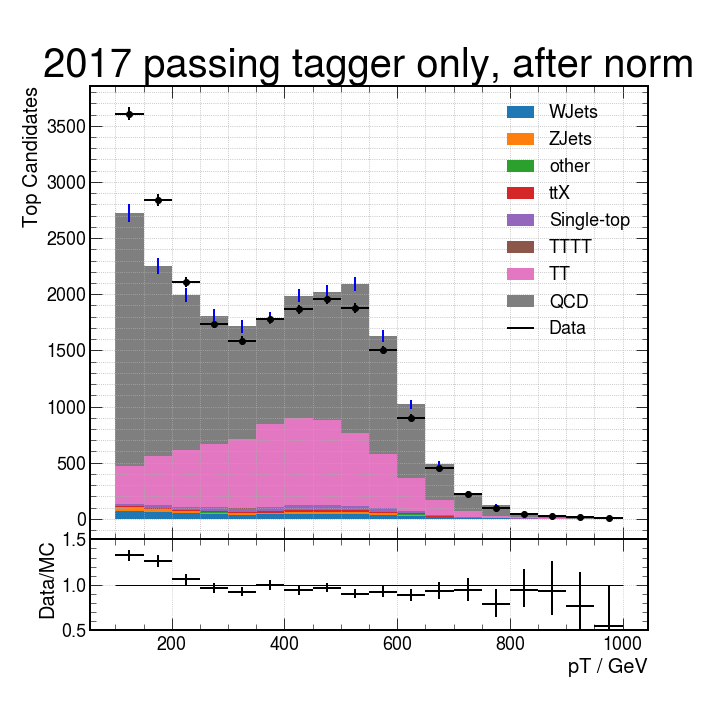 2017 passing tagger only, after norm
Top Candidates
3500
3000
2500
2000
1500
1000
500
0
WJets
ZJets
other
ttX
Single-top
TTTT
TT
QCD
Data
Data/MC
1.5
1.0
0.5
200
400
600
800
1000
pT / GeV